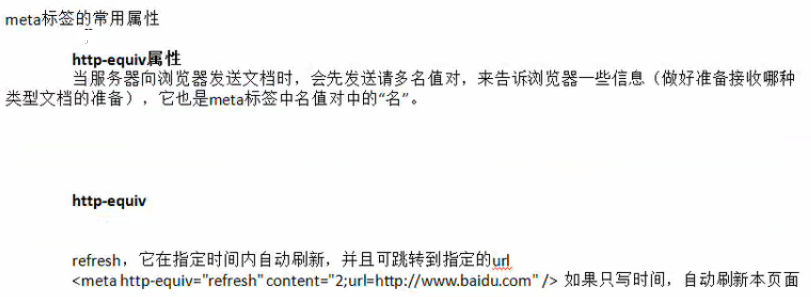 meta标签的常用属性
http-equiv属性
当服务器向浏览器发送文档时，会先发送请多名值对，来告诉浏览器一些信息（做好准备接收哪种
类型文档的准备），它也是meta标签中名值对中的“名”。
http-equiv
refresh，它在指定时间内自动刷新，并且可跳转到指定的url
<meta http-equiv="refresh" content="2;url=http://www.baidu.com" /> 如果只写时间，自动刷新本页面